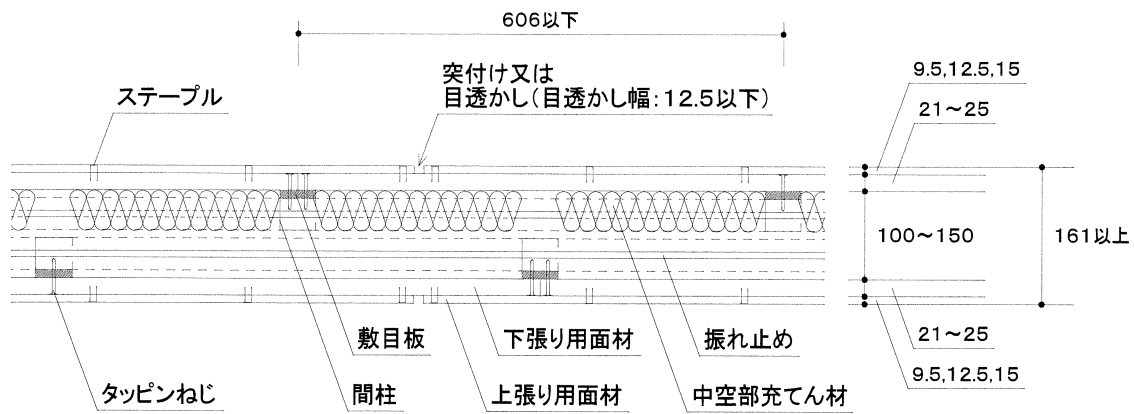 606以下
突付け又は
目透かし(目透かし幅:12.5以下)
ステープル
9.5,12.5,15
21～25
100～150
161以上
敷目板
下張り用面材
振れ止め
21～25
タッピンねじ
間柱
上張り用面材
中空部充てん材
9.5,12.5,15